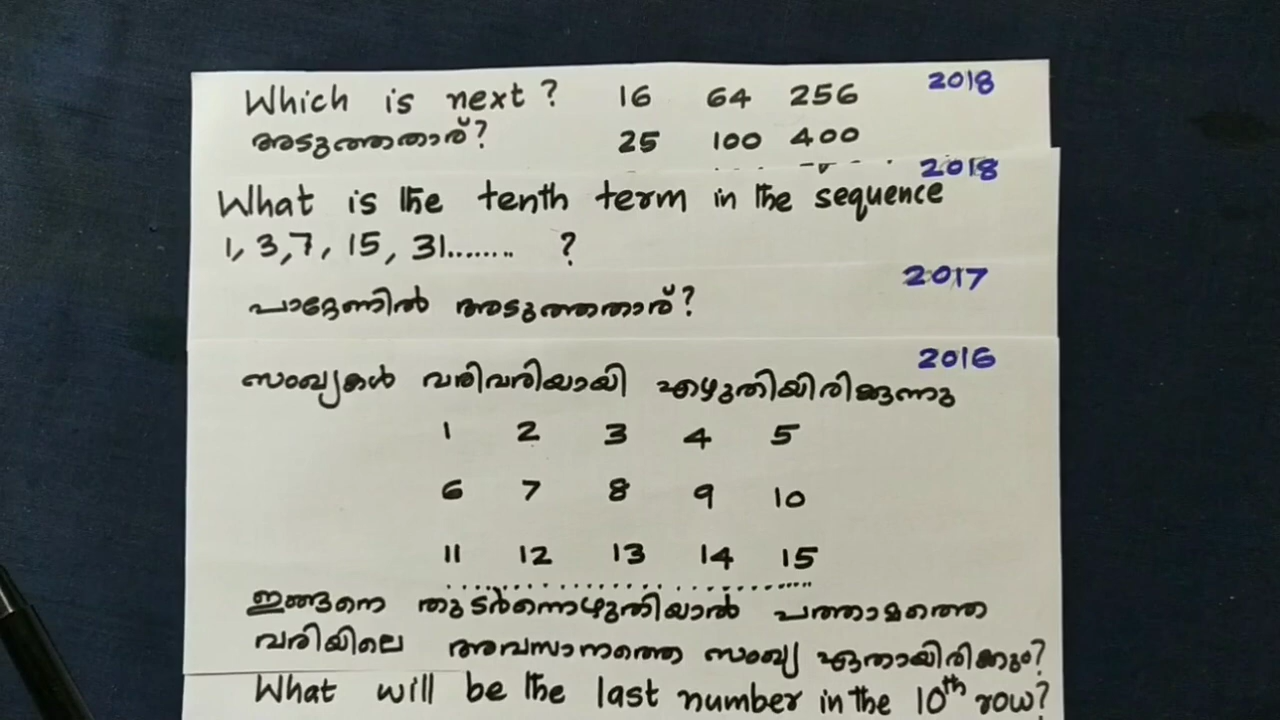 Which is next? 16 64 256 2018
അടുത്തതാര്? 25 100 400
2018
What is the tenth term in the sequence
1, 3, 7, 15, 31........ ?
2017
പാറ്റേണിൽ അടുത്തതാര്?
2016
സംഖ്യകൾ വരിവരിയായി എഴുതിയിരിക്കുന്നു
1 2 3 4 5
6 7 8 9 10
11 12 13 14 15
ഇങ്ങനെ തുടർന്നെഴുതിയാൽ പത്താമത്തെ
വരിയിലെ അവസാനത്തെ സംഖ്യ ഏതായിരിക്കും?
What will be the last number in the 10th row?